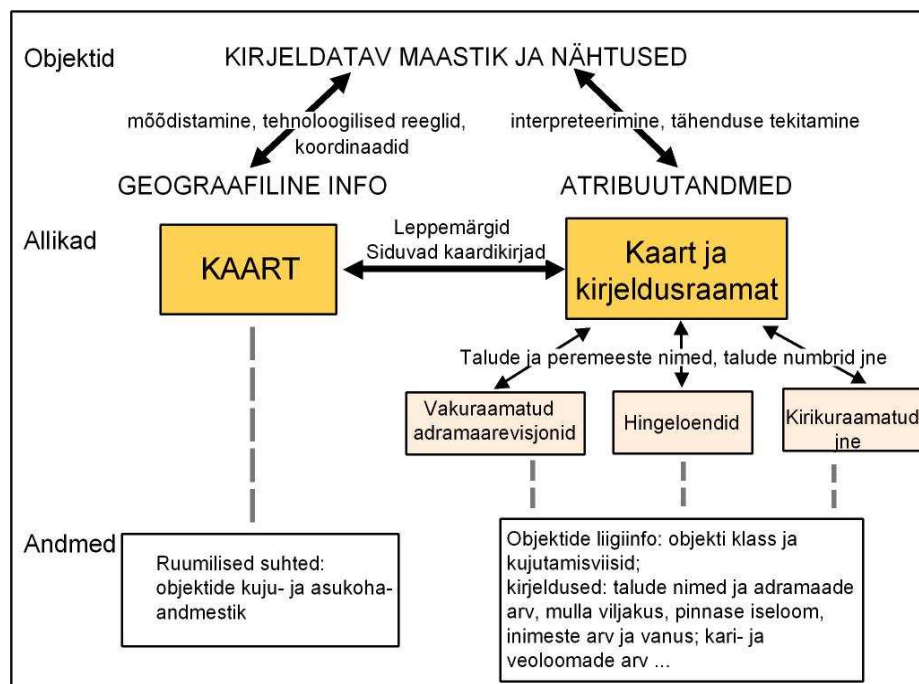 Objektid
KIRJELDATAV MAASTIK JA NÄHTUSED
mõõdistamine, tehnoloogilised reeglid,
koordinaadid
interpreteerimine, tähenduse tekitamine
GEOGRAAFILINE INFO
ATRIBUUTANDMED
Allikad
KAART
Leppemärgid
Siduvad kaardikirjad
Kaart ja
kirjeldusraamat
Talude ja peremeeste nimed, talude numbrid jne
Vakuraamatud
adramaarevisjonid
Hingeloendid
Kirikuraamatud
jne
Andmed
Ruumilised suhted:
objektide kuju- ja asukoha-
andmestik
Objektide liigiinfo: objekti klass ja
kujutamisviisid;
kirjeldused: talude nimed ja adramaade
arv, mulla viljakus, pinnase iseloom,
inimeste arv ja vanus; kari- ja
veoloomade arv ...